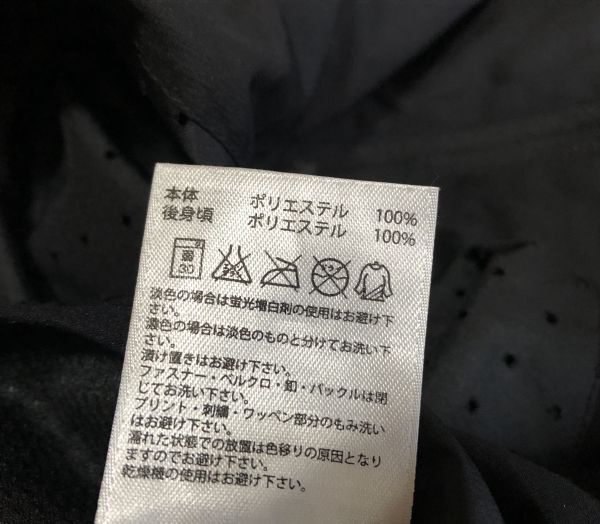 本体 ポリエステル 100%
後身頃 ポリエステル 100%
弱
30
淡色の場合は蛍光増白剤の使用はお避け下
さい。
濃色の場合は淡色のものと分けてお洗い下
さい。
漬け置きはお避け下さい。
ファスナー・ベルクロ・釦・バックルは閉
じてお洗い下さい。
プリント・刺繍・ワッペン部分のもみ洗い
はお避け下さい。
濡れた状態での放置は色移りの原因となり
ますのでお避け下さい。
乾燥機の使用はお避け下さい。